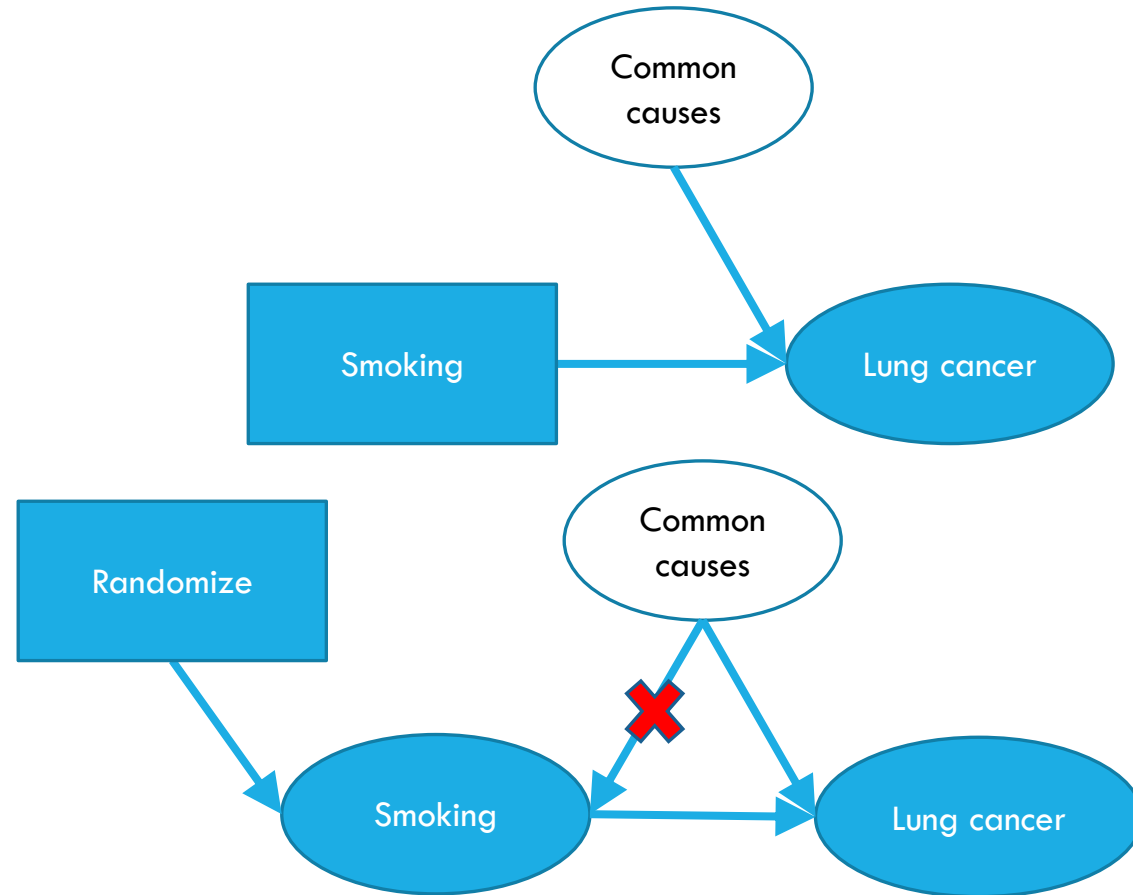 Common
causes
Smoking
Lung cancer
Randomize
Common
causes
Smoking
Lung cancer